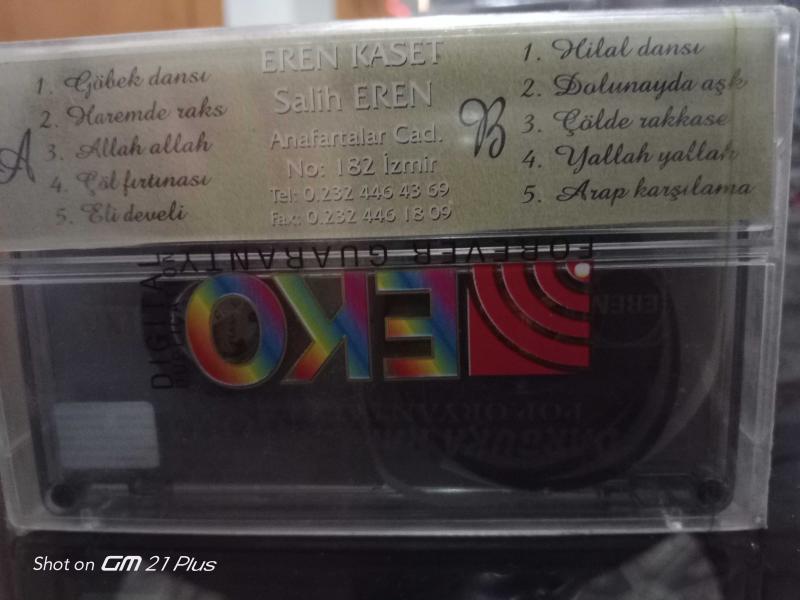 A
1. Göbek dansı
2. Haremde raks
3. Allah allah
4. Çöl fırtınası
5. Eli develi
EREN KASET
Salih EREN
Anafartalar Cad.
No: 182 İzmir
Tel: 0.232 446 43 69
Fax: 0.232 446 18 09
B
1. Hilal dansı
2. Dolunayda aşk
3. Çölde rakkase
4. Yallah yallah
5. Arap karşılama
FOREVER GUARANTY
DIGITAL
EKO
EREN
POP ORYANTAL
Shot on GM 21 Plus